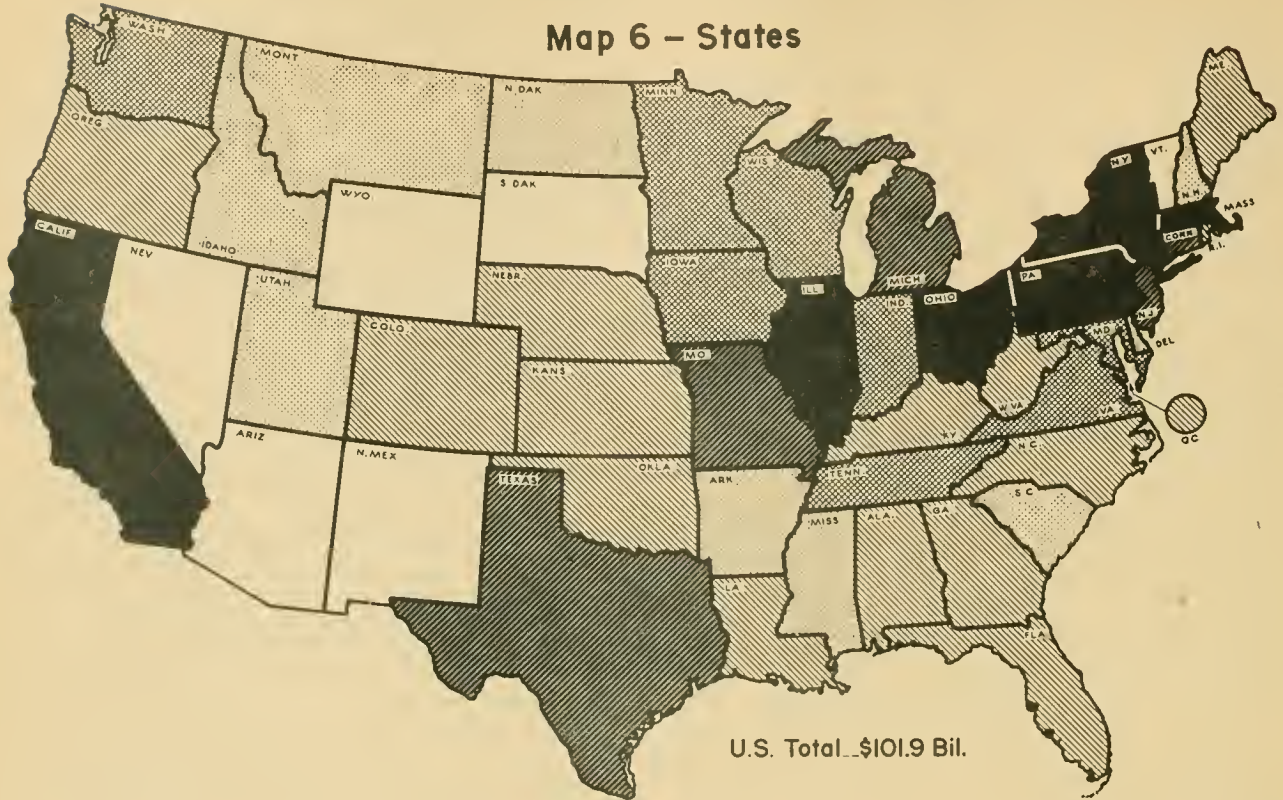 Map 6 – States
WASH
MONT
N. DAK
MINN.
ME.
OREG.
WIS.
N.Y.
VT.
S. DAK
WYO.
N.H.
MASS
CALIF.
IDAHO
CONN.
R.I.
NEV
IOWA
UTAH
NEBR.
MICH.
PA.
ILL.
IND.
OHIO
N.J.
COLO.
MD.
DEL
MO.
KANS
W.VA.
VA.
ARIZ
N.MEX
KY.
N.C.
OKLA.
TENN.
TEXAS
ARK.
S.C.
MISS
ALA.
GA.
LA.
FLA.
U.S. Total__$101.9 Bil.